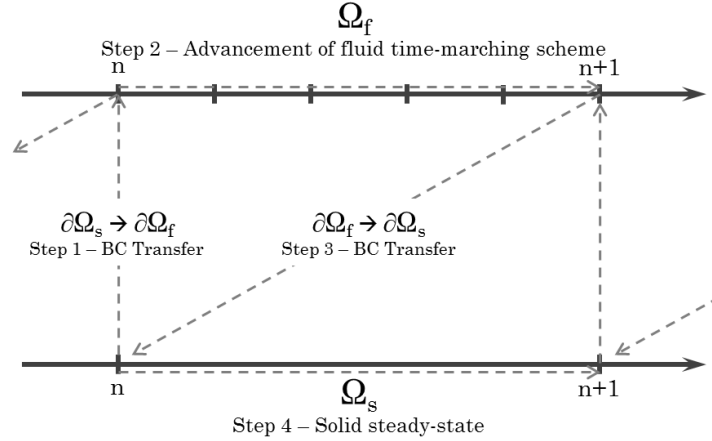 Ωf
Step 2 – Advancement of fluid time-marching scheme
n
n+1
∂Ωs → ∂Ωf
Step 1 – BC Transfer
∂Ωf → ∂Ωs
Step 3 – BC Transfer
n
Ωs
n+1
Step 4 – Solid steady-state